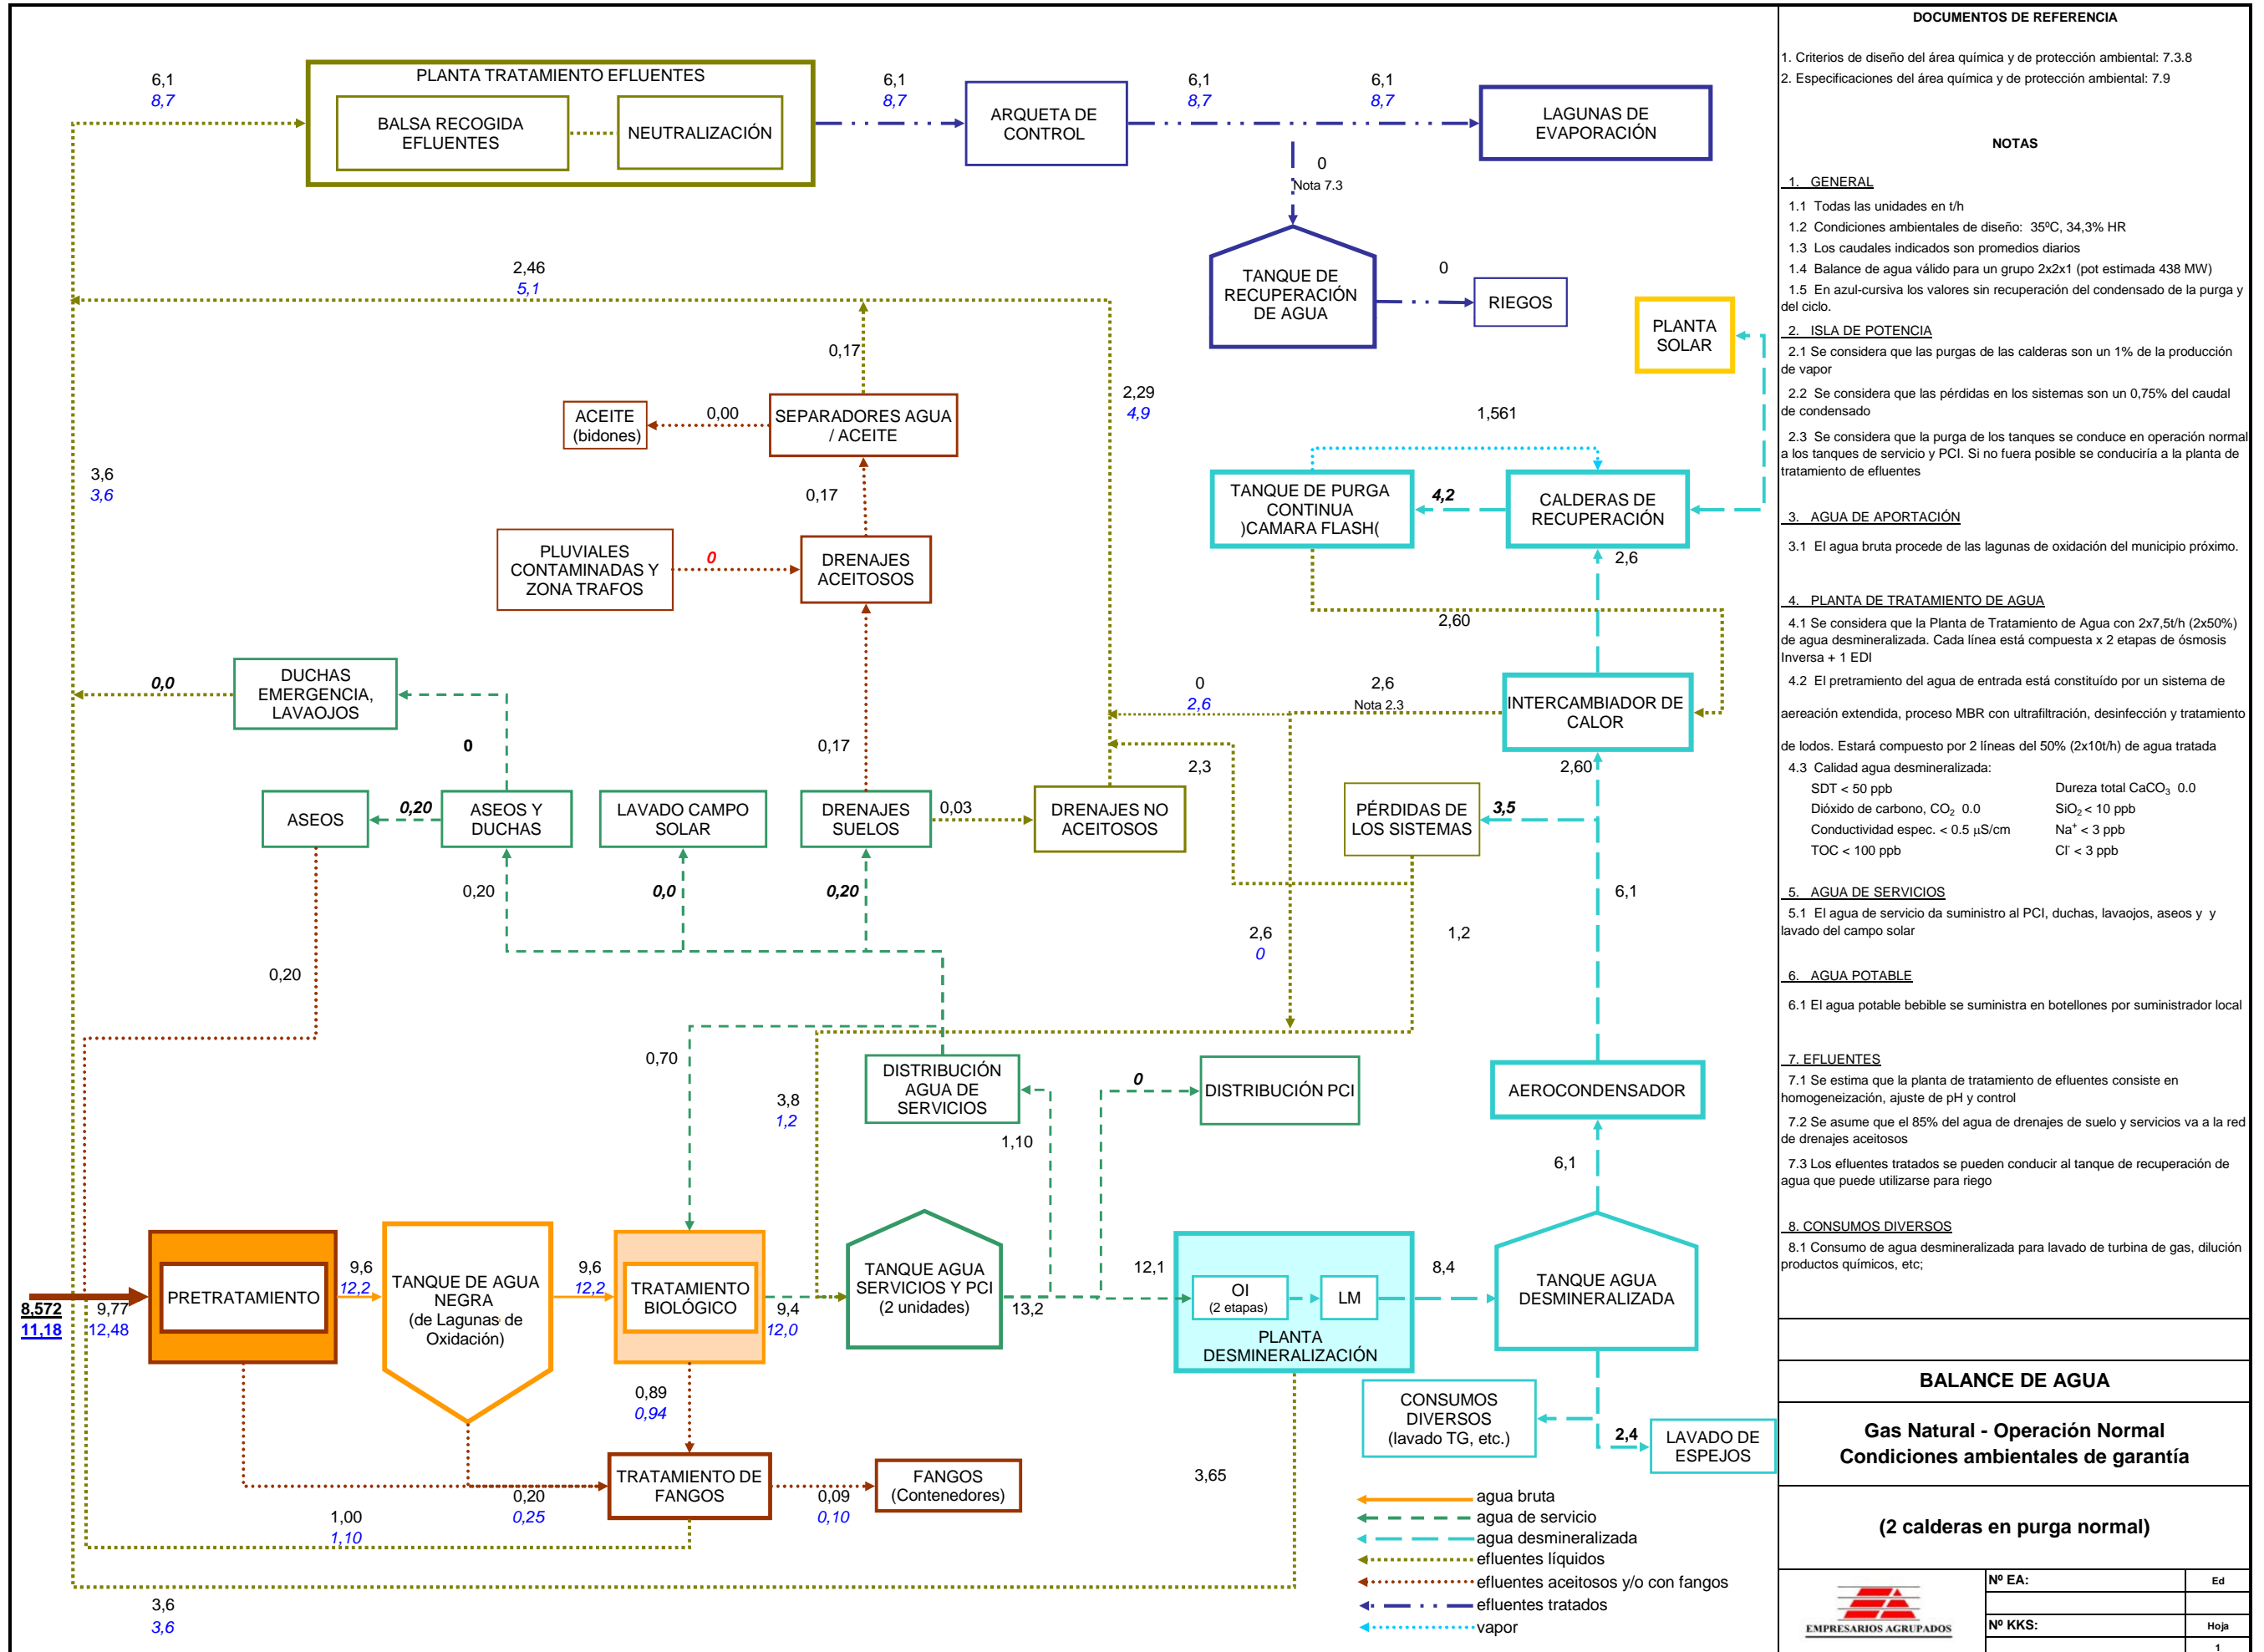 6,1
8,7
PLANTA TRATAMIENTO EFLUENTES
BALSA RECOGIDA
EFLUENTES
NEUTRALIZACIÓN
6,1
8,7
ARQUETA DE
CONTROL
6,1
8,7
6,1
8,7
LAGUNAS DE
EVAPORACIÓN
0
Nota 7.3
TANQUE DE
RECUPERACIÓN
DE AGUA
0
RIEGOS
PLANTA
SOLAR
2,46
5,1
0,17
2,29
4,9
ACEITE
(bidones)
0,00
SEPARADORES AGUA
/ ACEITE
1,561
3,6
3,6
0,17
TANQUE DE PURGA
CONTINUA
)CAMARA FLASH(
4,2
CALDERAS DE
RECUPERACIÓN
PLUVIALES
CONTAMINADAS Y
ZONA TRAFOS
0
DRENAJES
ACEITOSOS
2,6
2,60
0,0
DUCHAS
EMERGENCIA,
LAVAOJOS
0
2,6
2,6
Nota 2.3
INTERCAMBIADOR DE
CALOR
0
0,17
2,3
2,60
ASEOS
0,20
ASEOS Y
DUCHAS
LAVADO CAMPO
SOLAR
DRENAJES
SUELOS
0,03
DRENAJES NO
ACEITOSOS
PÉRDIDAS DE
LOS SISTEMAS
3,5
0,20
0,0
0,20
6,1
2,6
0
1,2
0,20
0,70
DISTRIBUCIÓN
AGUA DE
SERVICIOS
0
DISTRIBUCIÓN PCI
AEROCONDENSADOR
3,8
1,2
1,10
6,1
8,572
11,18
9,77
12,48
PRETRATAMIENTO
9,6
12,2
TANQUE DE AGUA
NEGRA
(de Lagunas de
Oxidación)
9,6
12,2
TRATAMIENTO
BIOLÓGICO
9,4
12,0
TANQUE AGUA
SERVICIOS Y PCI
(2 unidades)
13,2
12,1
OI
(2 etapas)
LM
PLANTA
DESMINERALIZACIÓN
8,4
TANQUE AGUA
DESMINERALIZADA
0,89
0,94
CONSUMOS
DIVERSOS
(lavado TG, etc.)
2,4
LAVADO DE
ESPEJOS
TRATAMIENTO DE
FANGOS
FANGOS
(Contenedores)
3,65
0,20
0,25
0,09
0,10
1,00
1,10
3,6
3,6
agua bruta
agua de servicio
agua desmineralizada
efluentes líquidos
efluentes aceitosos y/o con fangos
efluentes tratados
vapor
DOCUMENTOS DE REFERENCIA
1. Criterios de diseño del área química y de protección ambiental: 7.3.8
2. Especificaciones del área química y de protección ambiental: 7.9
NOTAS
1. GENERAL
1.1 Todas las unidades en t/h
1.2 Condiciones ambientales de diseño: 35ºC, 34,3% HR
1.3 Los caudales indicados son promedios diarios
1.4 Balance de agua válido para un grupo 2x2x1 (pot estimada 438 MW)
1.5 En azul-cursiva los valores sin recuperación del condensado de la purga y
del ciclo.
2. ISLA DE POTENCIA
2.1 Se considera que las purgas de las calderas son un 1% de la producción
de vapor
2.2 Se considera que las pérdidas en los sistemas son un 0,75% del caudal
de condensado
2.3 Se considera que la purga de los tanques se conduce en operación normal
a los tanques de servicio y PCI. Si no fuera posible se conduciría a la planta de
tratamiento de efluentes
3. AGUA DE APORTACIÓN
3.1 El agua bruta procede de las lagunas de oxidación del municipio próximo.
4. PLANTA DE TRATAMIENTO DE AGUA
4.1 Se considera que la Planta de Tratamiento de Agua con 2x7,5t/h (2x50%)
de agua desmineralizada. Cada línea está compuesta x 2 etapas de ósmosis
Inversa + 1 EDI
4.2 El pretramiento del agua de entrada está constituído por un sistema de
aereación extendida, proceso MBR con ultrafiltración, desinfección y tratamiento
de lodos. Estará compuesto por 2 líneas del 50% (2x10t/h) de agua tratada
4.3 Calidad agua desmineralizada:
SDT < 50 ppb Dureza total CaCO3 0.0
Dióxido de carbono, CO2 0.0 SiO2 < 10 ppb
Conductividad espec. < 0.5 µS/cm Na+ < 3 ppb
TOC < 100 ppb Cl- < 3 ppb
5. AGUA DE SERVICIOS
5.1 El agua de servicio da suministro al PCI, duchas, lavaojos, aseos y y
lavado del campo solar
6. AGUA POTABLE
6.1 El agua potable bebible se suministra en botellones por suministrador local
7. EFLUENTES
7.1 Se estima que la planta de tratamiento de efluentes consiste en
homogeneización, ajuste de pH y control
7.2 Se asume que el 85% del agua de drenajes de suelo y servicios va a la red
de drenajes aceitosos
7.3 Los efluentes tratados se pueden conducir al tanque de recuperación de
agua que puede utilizarse para riego
8. CONSUMOS DIVERSOS
8.1 Consumo de agua desmineralizada para lavado de turbina de gas, dilución
productos químicos, etc;
BALANCE DE AGUA
Gas Natural - Operación Normal
Condiciones ambientales de garantía
(2 calderas en purga normal)
EMPRESARIOS AGRUPADOS
Nº EA:
Ed
Nº KKS:
Hoja
1